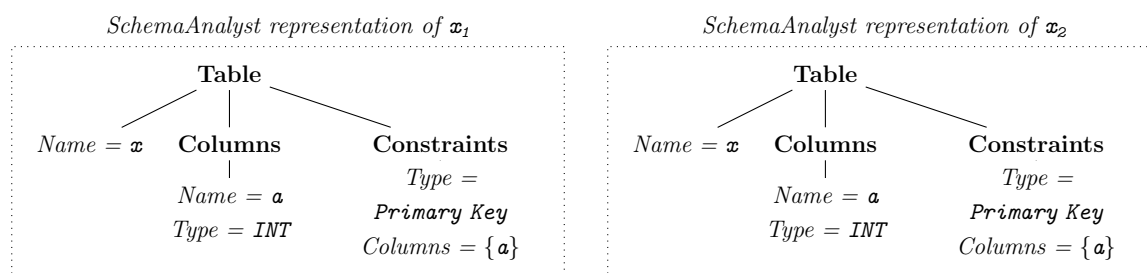 SchemaAnalyst representation of x1
Table
Name = x
Columns
Constraints
Name = a
Type = INT
Type =
Primary Key
Columns = {a}
SchemaAnalyst representation of x2
Table
Name = x
Columns
Constraints
Name = a
Type = INT
Type =
Primary Key
Columns = {a}